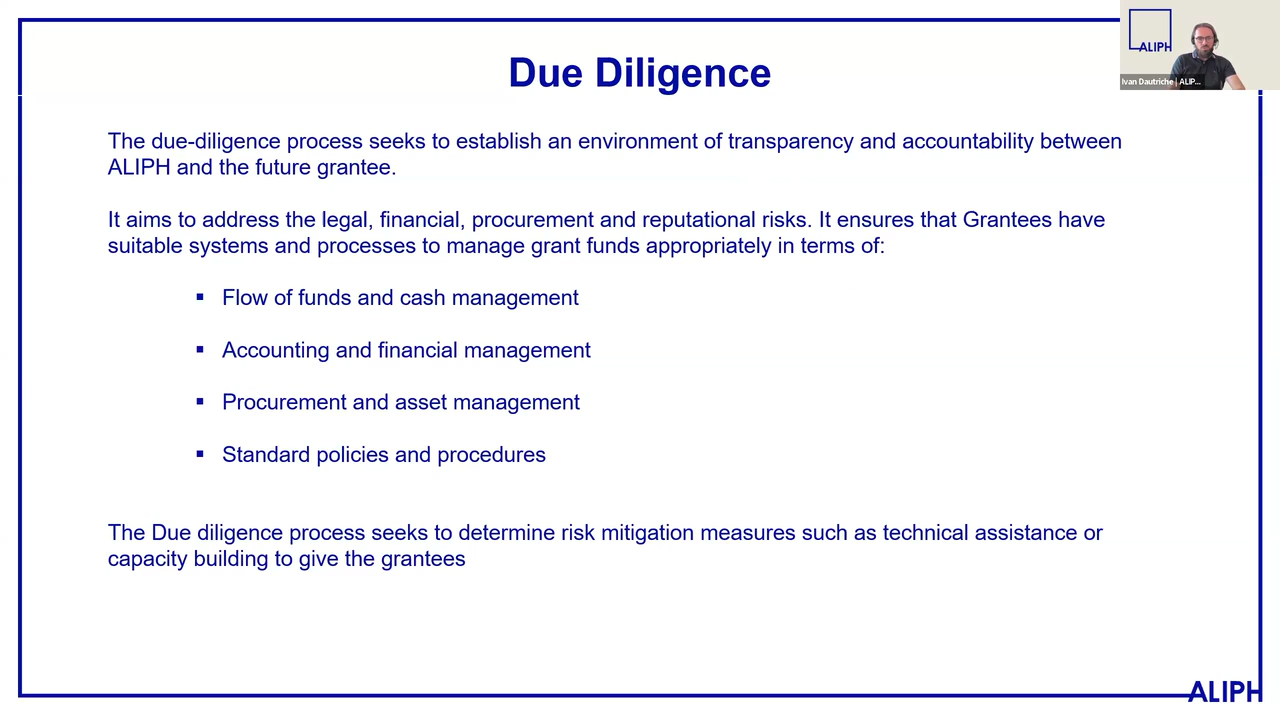 Due Diligence
ALIPH
Ivan Dautriche | ALIP...
The due-diligence process seeks to establish an environment of transparency and accountability between
ALIPH and the future grantee.
It aims to address the legal, financial, procurement and reputational risks. It ensures that Grantees have
suitable systems and processes to manage grant funds appropriately in terms of:
▪ Flow of funds and cash management
▪ Accounting and financial management
▪ Procurement and asset management
▪ Standard policies and procedures
The Due diligence process seeks to determine risk mitigation measures such as technical assistance or
capacity building to give the grantees
ALIPH